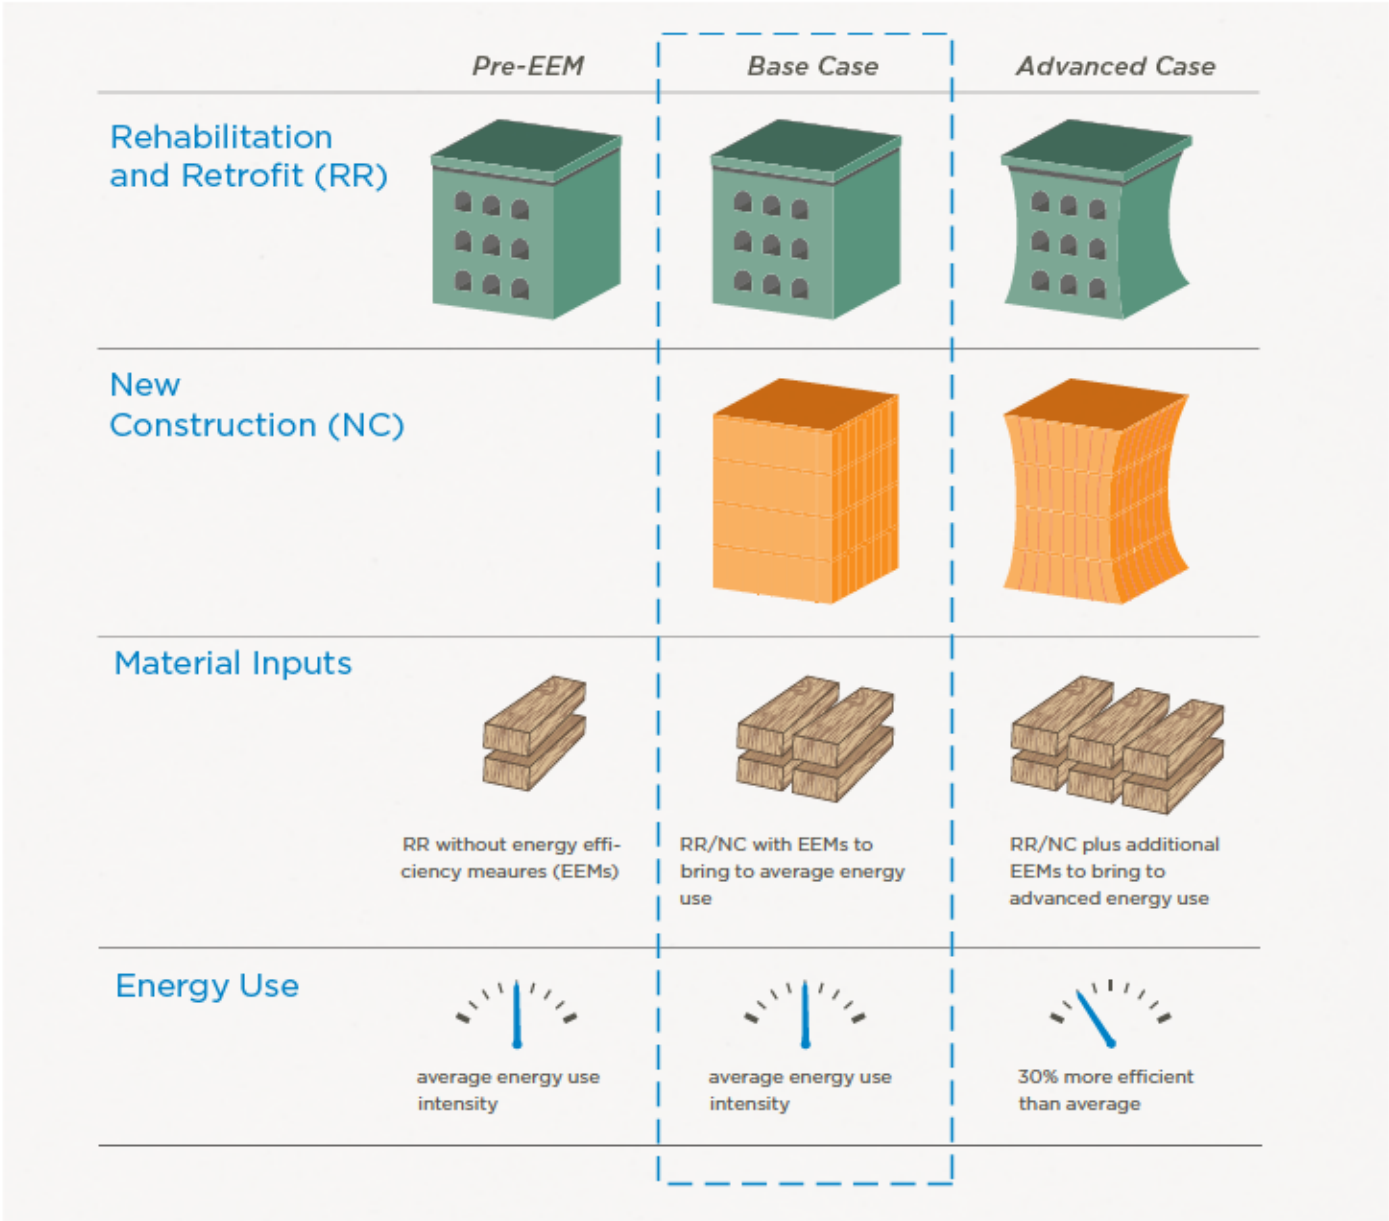 Pre-EEM
Base Case
Advanced Case
Rehabilitation
and Retrofit (RR)
New
Construction (NC)
Material Inputs
RR without energy effi-
ciency meaures (EEMs)
RR/NC with EEMs to
bring to average energy
use
RR/NC plus additional
EEMs to bring to
advanced energy use
Energy Use
average energy use
intensity
average energy use
intensity
30% more efficient
than average